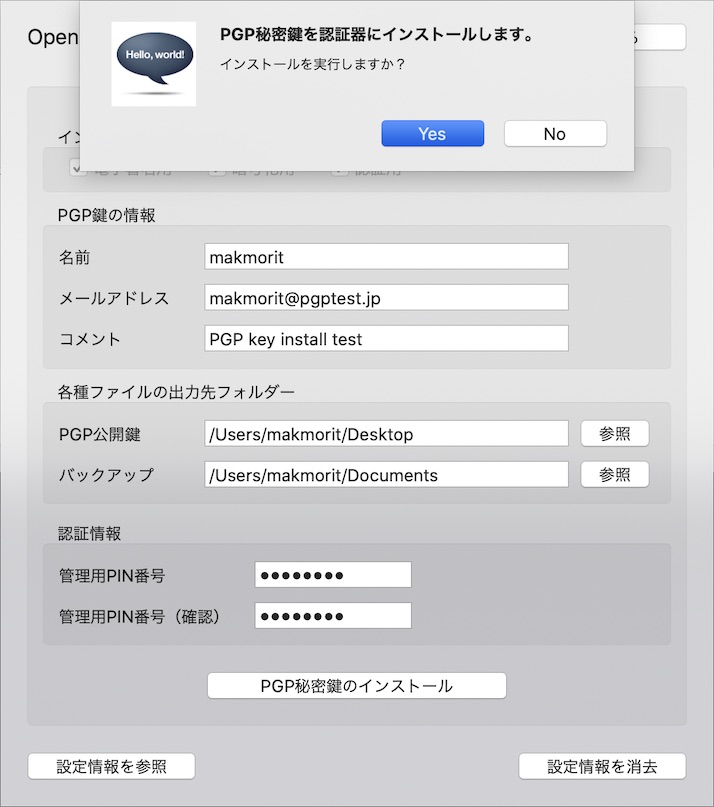 Open
Hello, world!
PGP秘密鍵を認証器にインストールします。
インストールを実行しますか？
Yes
No
PGP鍵の情報
名前
makmorit
メールアドレス
makmorit@pgptest.jp
コメント
PGP key install test
各種ファイルの出力先フォルダー
PGP公開鍵
/Users/makmorit/Desktop
参照
バックアップ
/Users/makmorit/Documents
参照
認証情報
管理用PIN番号
●●●●●●●●
管理用PIN番号（確認）
●●●●●●●●
PGP秘密鍵のインストール
設定情報を参照
設定情報を消去